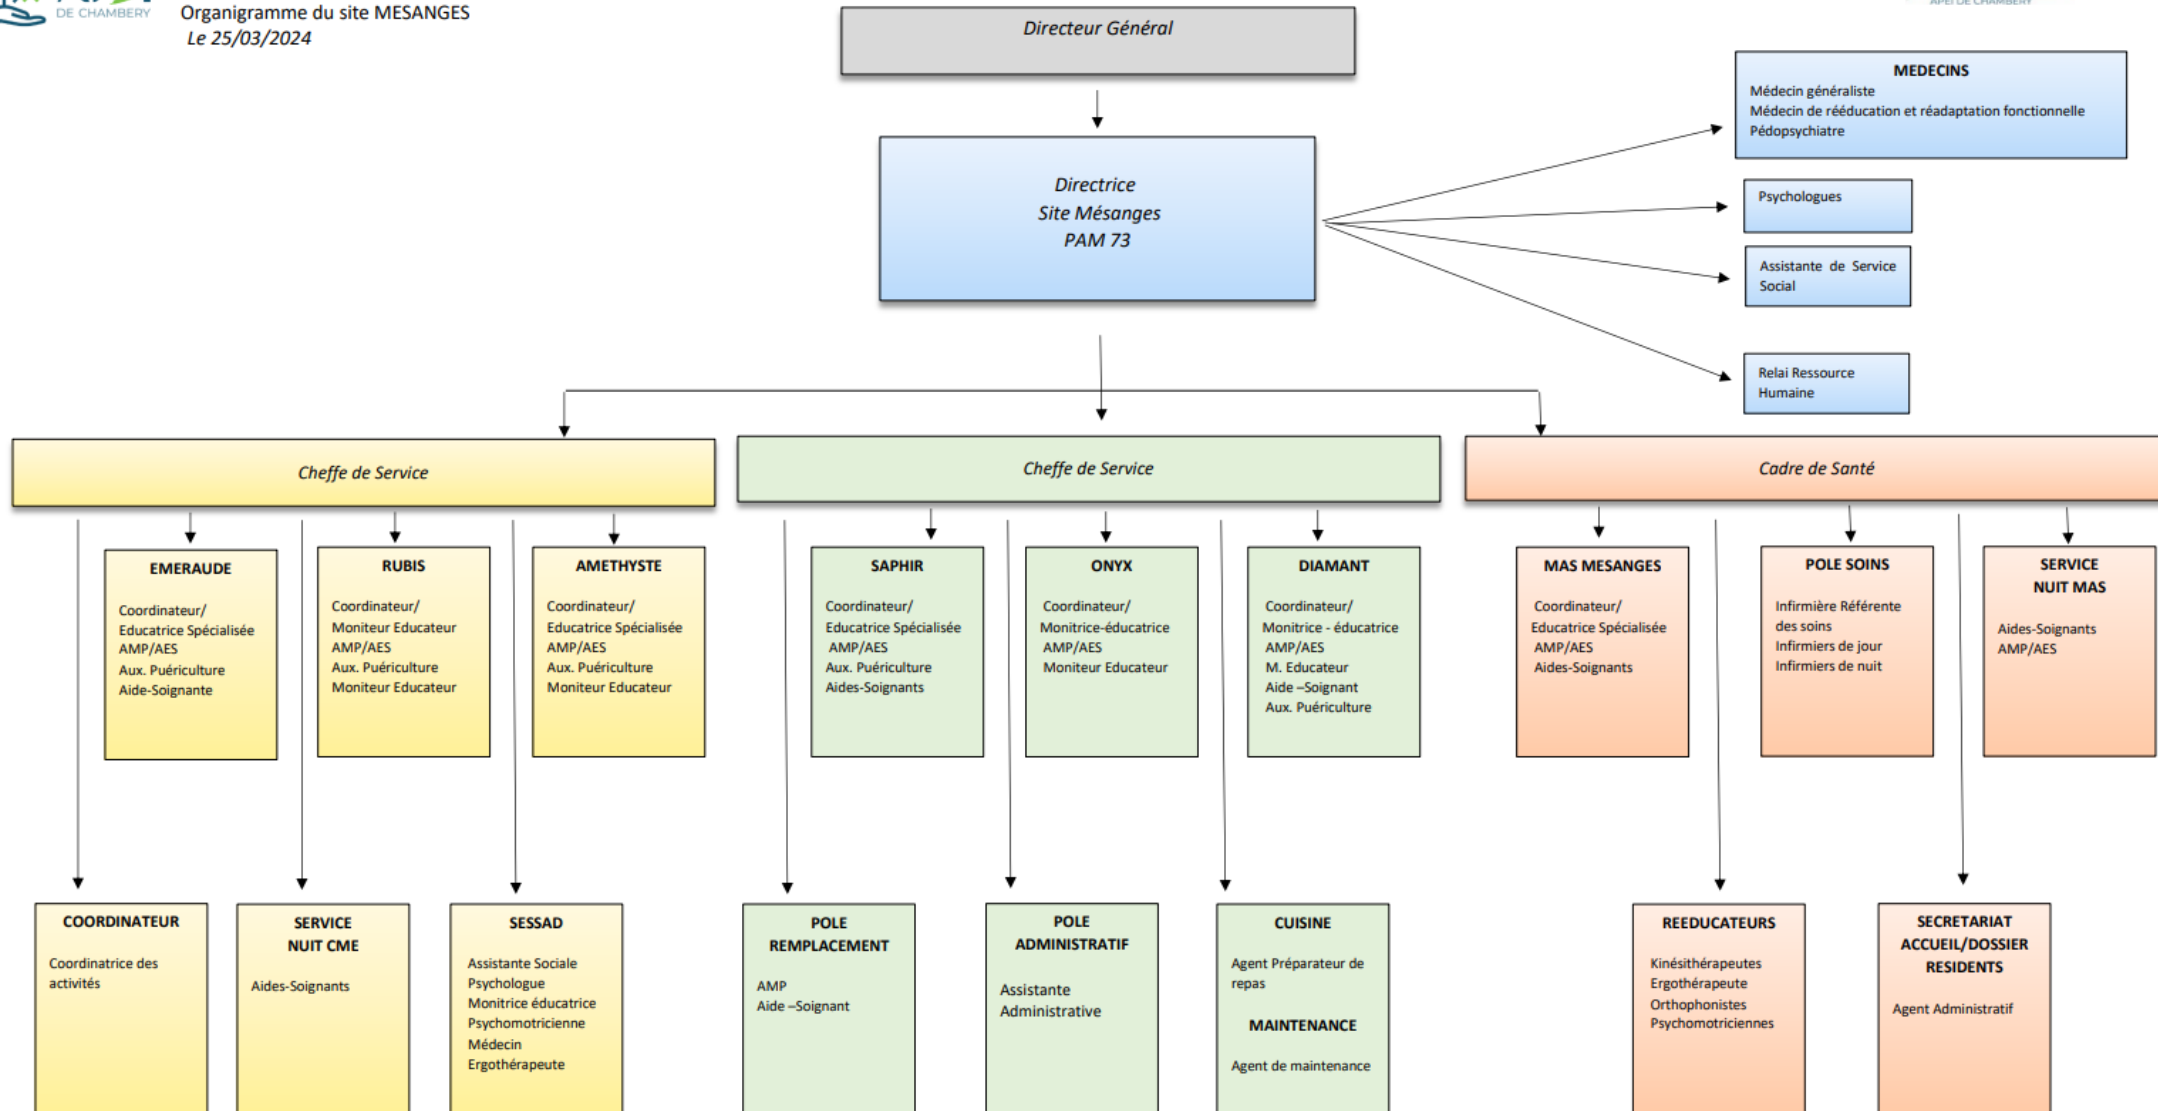 DE CHAMBERY
Organigramme du site MESANGES
Le 25/03/2024
APEI DE CHAMBERY
Directeur Général
Directrice
Site Mésanges
PAM 73
MEDECINS
Médecin généraliste
Médecin de rééducation et réadaptation fonctionnelle
Pédopsychiatre
Psychologues
Assistante de Service
Social
Relai Ressource
Humaine
Cheffe de Service
Cheffe de Service
Cadre de Santé
EMERAUDE
Coordinateur/
Educatrice Spécialisée
AMP/AES
Aux. Puériculture
Aide-Soignante
RUBIS
Coordinateur/
Moniteur Educateur
AMP/AES
Aux. Puériculture
Moniteur Educateur
AMETHYSTE
Coordinateur/
Educatrice Spécialisée
AMP/AES
Aux. Puériculture
Moniteur Educateur
SAPHIR
Coordinateur/
Educatrice Spécialisée
AMP/AES
Aux. Puériculture
Aides-Soignants
ONYX
Coordinateur/
Monitrice-éducatrice
AMP/AES
Moniteur Educateur
DIAMANT
Coordinateur/
Monitrice - éducatrice
AMP/AES
M. Educateur
Aide –Soignant
Aux. Puériculture
MAS MESANGES
Coordinateur/
Educatrice Spécialisée
AMP/AES
Aides-Soignants
POLE SOINS
Infirmière Référente
des soins
Infirmiers de jour
Infirmiers de nuit
SERVICE
NUIT MAS
Aides-Soignants
AMP/AES
COORDINATEUR
Coordinatrice des
activités
SERVICE
NUIT CME
Aides-Soignants
SESSAD
Assistante Sociale
Psychologue
Monitrice éducatrice
Psychomotricienne
Médecin
Ergothérapeute
POLE
REMPLACEMENT
AMP
Aide –Soignant
POLE
ADMINISTRATIF
Assistante
Administrative
CUISINE
Agent Préparateur de
repas
MAINTENANCE
Agent de maintenance
REEDUCATEURS
Kinésithérapeutes
Ergothérapeute
Orthophonistes
Psychomotriciennes
SECRETARIAT
ACCUEIL/DOSSIER
RESIDENTS
Agent Administratif